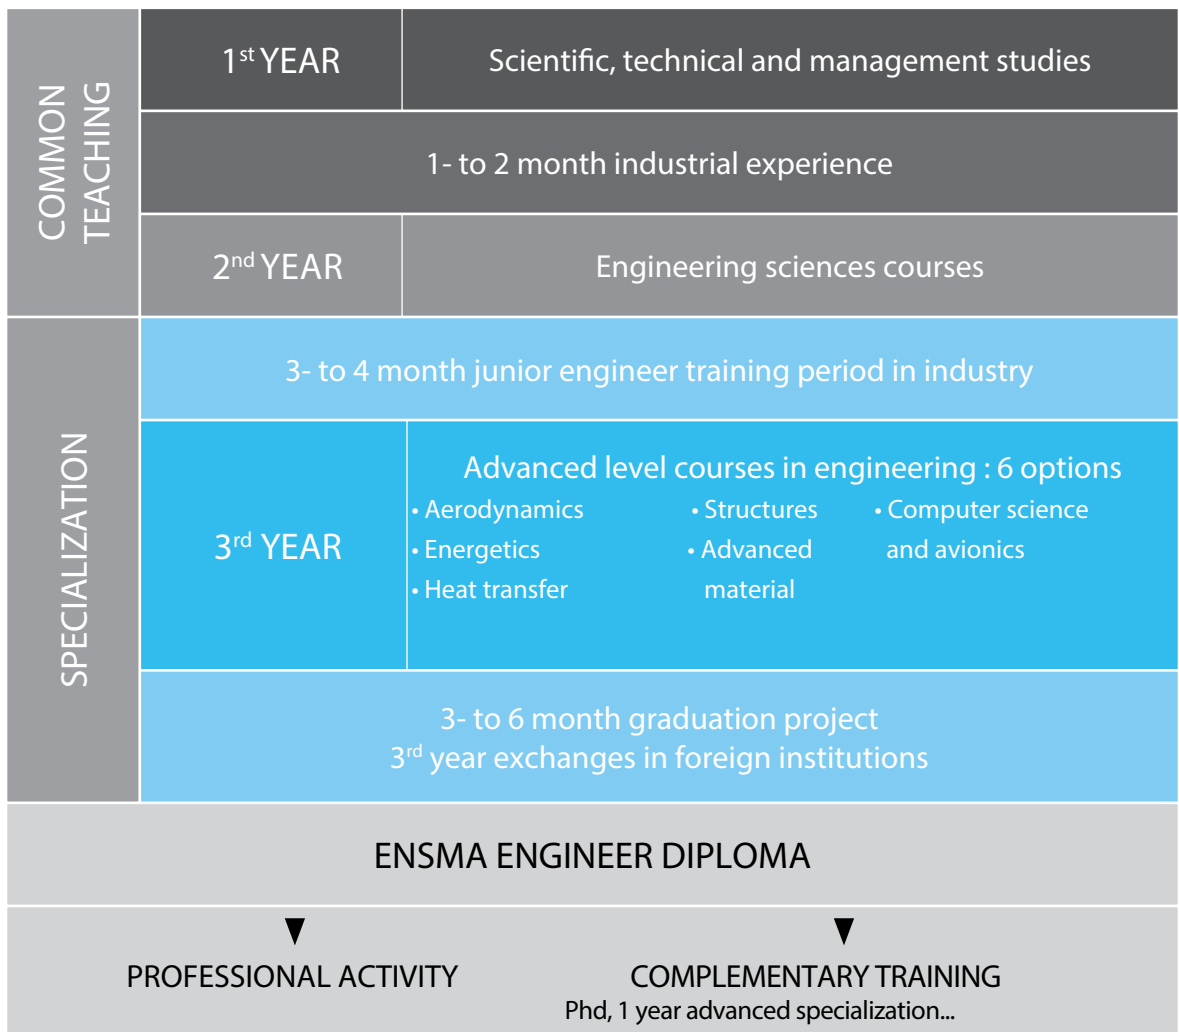 COMMON
TEACHING
1st YEAR
Scientific, technical and management studies
1- to 2 month industrial experience
2nd YEAR
Engineering sciences courses
SPECIALIZATION
3- to 4 month junior engineer training period in industry
3rd YEAR
Advanced level courses in engineering : 6 options
• Aerodynamics
• Energetics
• Heat transfer
• Structures
• Advanced
material
• Computer science
and avionics
3- to 6 month graduation project
3rd year exchanges in foreign institutions
ENSMA ENGINEER DIPLOMA
▼ ▼
PROFESSIONAL ACTIVITY
COMPLEMENTARY TRAINING
Phd, 1 year advanced specialization...